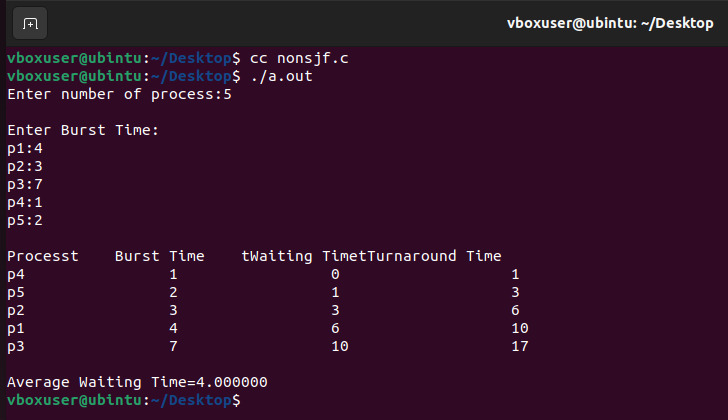 vboxuser@ubintu: ~/Desktop
vboxuser@ubintu:~/Desktop$ cc nonsjf.c
vboxuser@ubintu:~/Desktop$ ./a.out
Enter number of process:5
Enter Burst Time:
p1:4
p2:3
p3:7
p4:1
p5:2
Processt    Burst Time    tWaiting TimetTurnaround Time
p4 1 0 1
p5 2 1 3
p2 3 3 6
p1 4 6 10
p3 7 10 17
Average Waiting Time=4.000000
vboxuser@ubintu:~/Desktop$